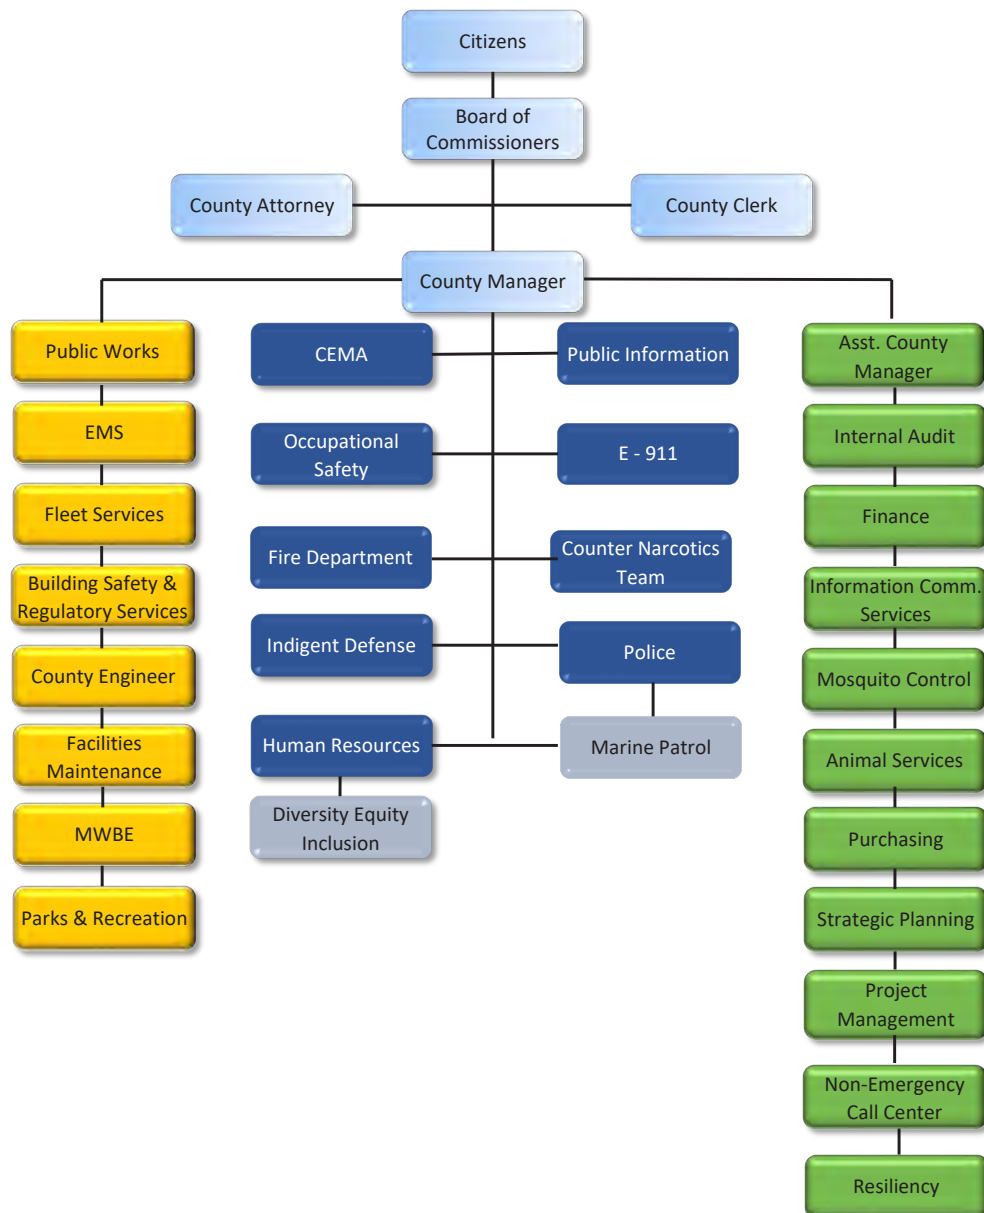 Citizens
Board of
Commissioners
County Attorney
County Clerk
County Manager
Public Works
EMS
Fleet Services
Building Safety &
Regulatory Services
County Engineer
Facilities
Maintenance
MWBE
Parks & Recreation
CEMA
Public Information
Occupational
Safety
E - 911
Fire Department
Counter Narcotics
Team
Indigent Defense
Police
Human Resources
Marine Patrol
Diversity Equity
Inclusion
Asst. County
Manager
Internal Audit
Finance
Information Comm.
Services
Mosquito Control
Animal Services
Purchasing
Strategic Planning
Project
Management
Non-Emergency
Call Center
Resiliency